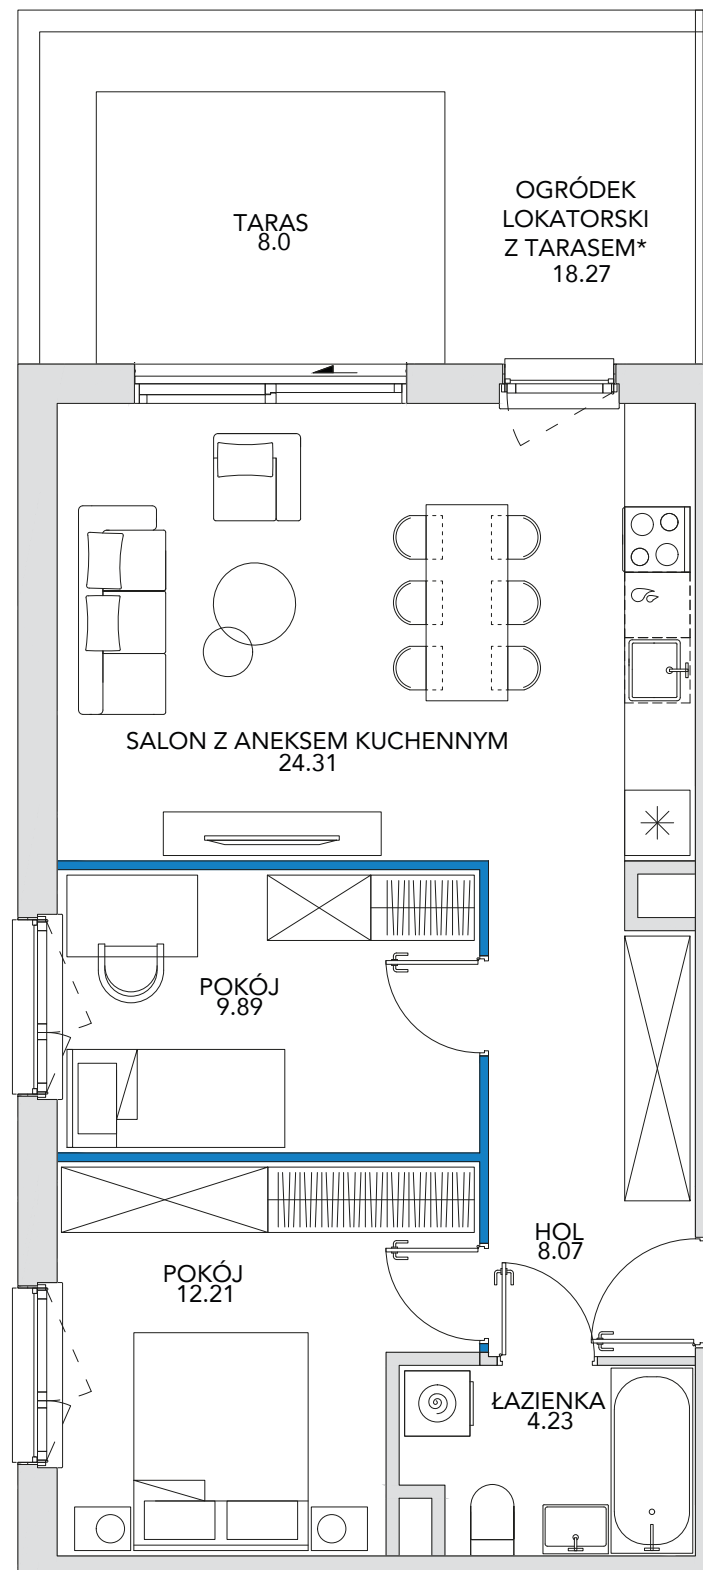 TARAS
8.0
OGRÓDEK
LOKATORSKI
Z TARASEM*
18.27
SALON Z ANEKSEM KUCHENNYM
24.31
POKÓJ
9.89
HOL
8.07
POKÓJ
12.21
ŁAZIENKA
4.23